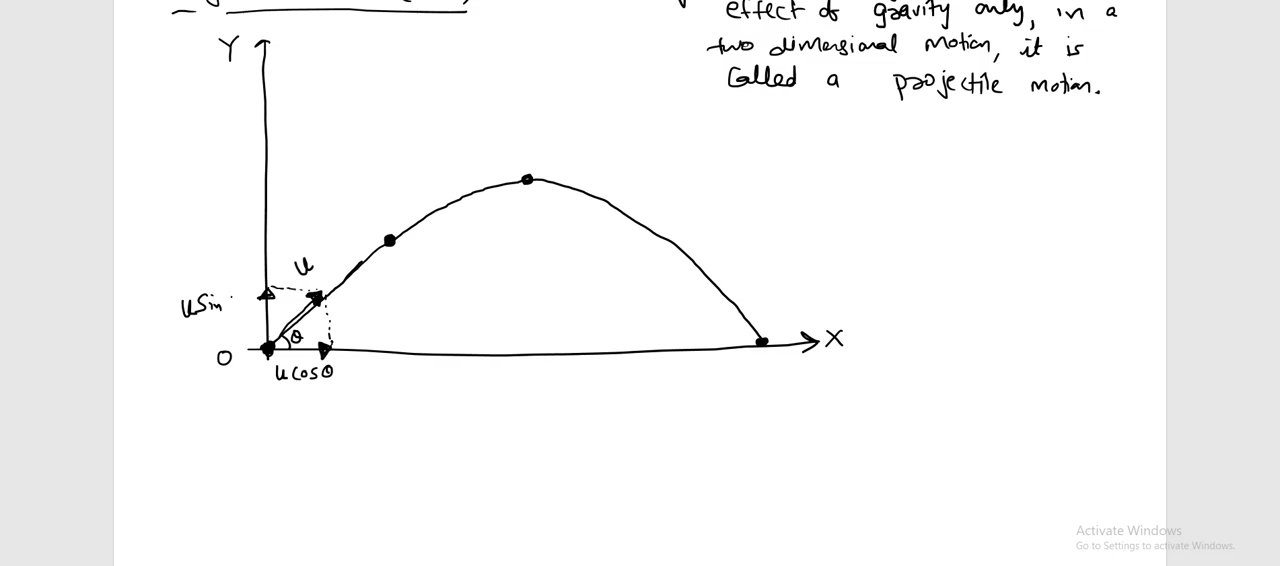 effect of gravity only, in a
two dimensional motion, it is
Called a projectile motion.
Y
u
uSin
θ
O
X
u cosθ
Activate Windows
Go to Settings to activate Windows.